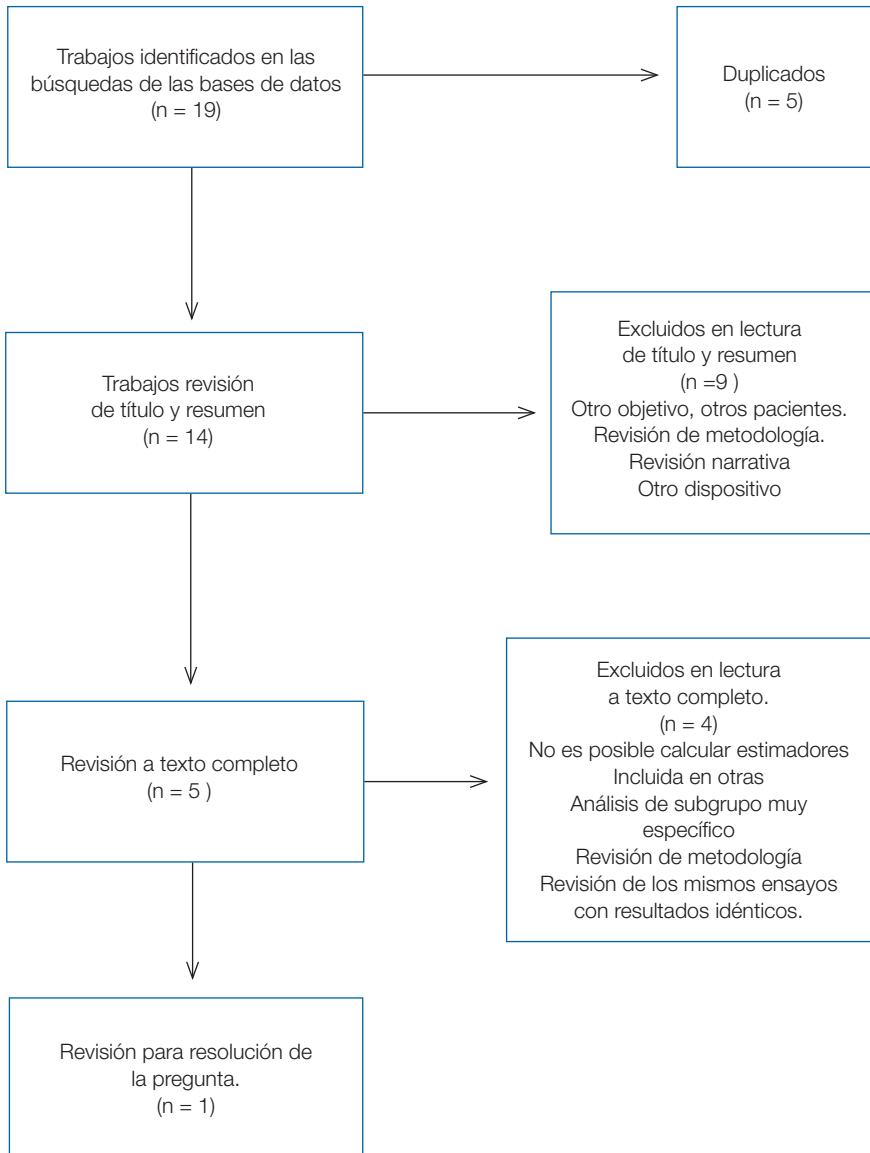 Trabajos identificados en las
búsquedas de las bases de datos
(n = 19)
Duplicados
(n = 5)
Trabajos revisión
de título y resumen
(n = 14)
Excluidos en lectura
de título y resumen
(n =9 )
Otro objetivo, otros pacientes.
Revisión de metodología.
Revisión narrativa
Otro dispositivo
Revisión a texto completo
(n = 5 )
Excluidos en lectura
a texto completo.
(n = 4)
No es posible calcular estimadores
Incluida en otras
Análisis de subgrupo muy
específico
Revisión de metodología
Revisión de los mismos ensayos
con resultados idénticos.
Revisión para resolución de
la pregunta.
(n = 1)